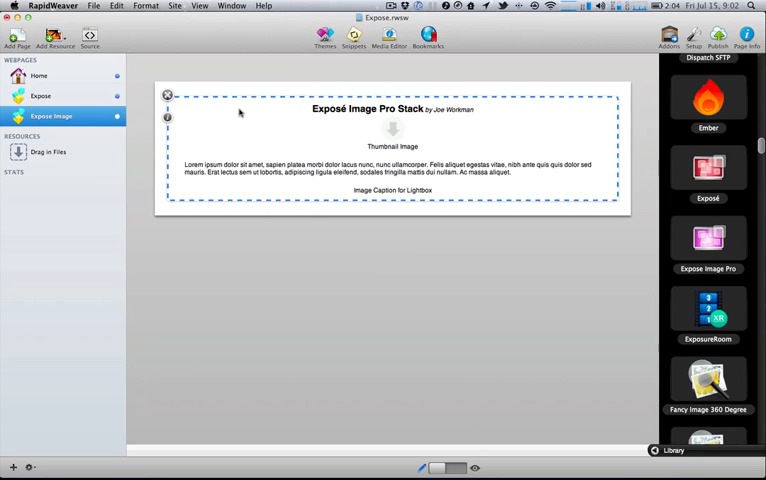 RapidWeaver File Edit Format Site View Window Help
2:04 Fri Jul 15, 9:02
Expose.rwsw
Add Page Add Resource Source
Themes Snippets Media Editor Bookmarks
Addons Setup Publish Page Info
WEBPAGES
Home
Expose
Expose Image
RESOURCES
Drag in Files
STATS
Exposé Image Pro Stack by Joe Workman
Thumbnail Image
Lorem ipsum dolor sit amet, sapien platea morbi dolor lacus nunc, nunc ullamcorper. Felis aliquet egestas vitae, nibh ante quis quis dolor sed
mauris. Erat lectus sem ut lobortis, adipiscing ligula eleifend, sodales fringilla mattis dui nullam. Ac massa aliquet.
Image Caption for Lightbox
Dispatch SFTP
Ember
Exposé
Expose Image Pro
3
2
1
XR
ExposureRoom
Fancy Image 360 Degree
Library